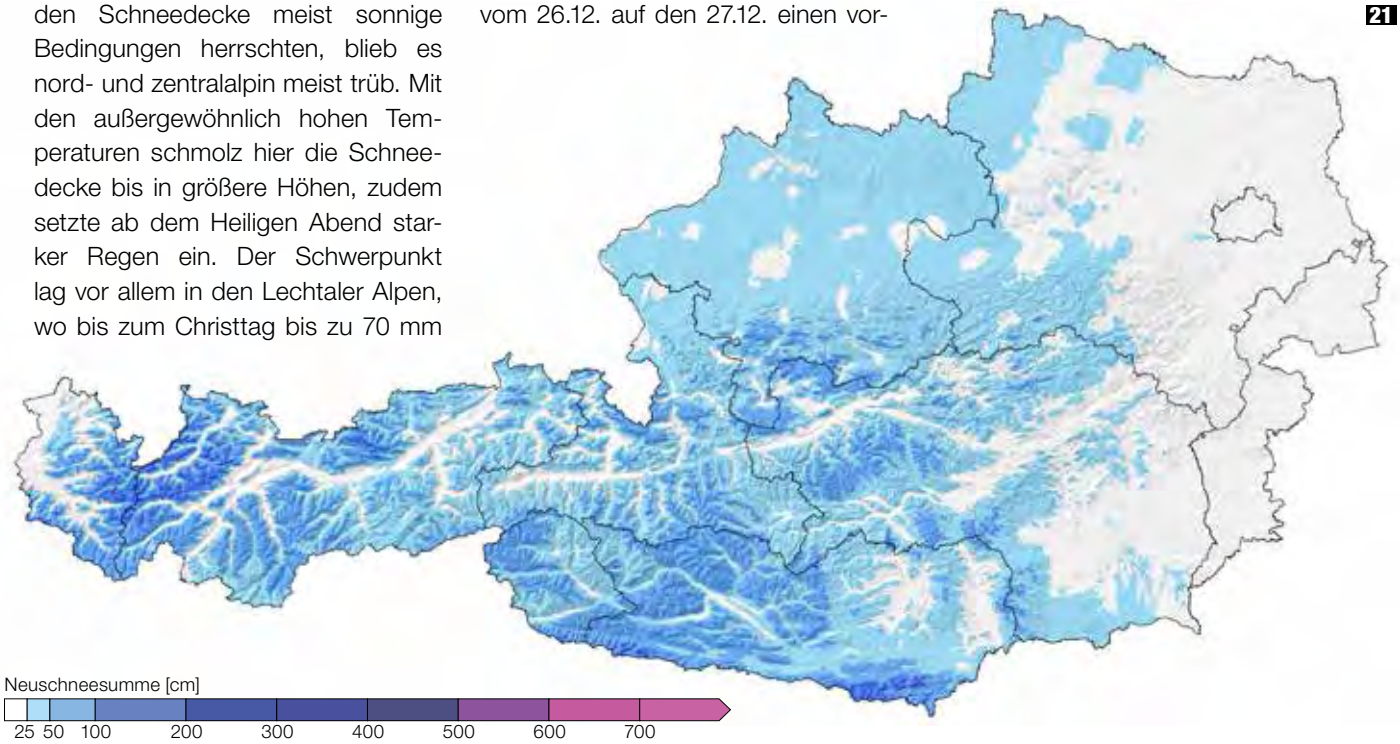 den Schneedecke meist sonnige
Bedingungen herrschten, blieb es
nord- und zentralalpin meist trüb. Mit
den außergewöhnlich hohen Tem-
peraturen schmolz hier die Schnee-
decke bis in größere Höhen, zudem
setzte ab dem Heiligen Abend star-
ker Regen ein. Der Schwerpunkt
lag vor allem in den Lechtaler Alpen,
wo bis zum Christtag bis zu 70 mm
vom 26.12. auf den 27.12. einen vor-
21
Neuschneesumme [cm]
25 50 100 200 300 400 500 600 700